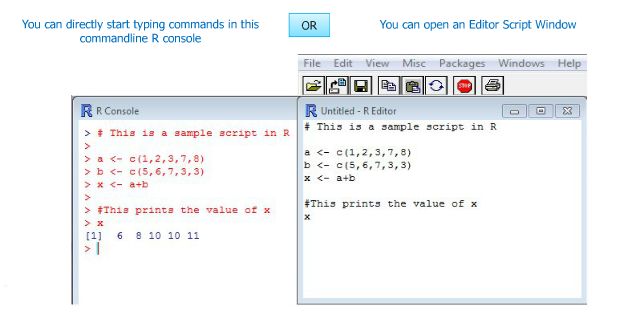 You can directly start typing commands in this
commandline R console
OR
You can open an Editor Script Window
File Edit View Misc Packages Windows Help
STOP
R R Console
> # This is a sample script in R
>
> a <- c(1,2,3,7,8)
> b <- c(5,6,7,3,3)
> x <- a+b
>
> #This prints the value of x
> x
[1]  6  8 10 10 11
>
R Untitled - R Editor
# This is a sample script in R
a <- c(1,2,3,7,8)
b <- c(5,6,7,3,3)
x <- a+b
#This prints the value of x
x